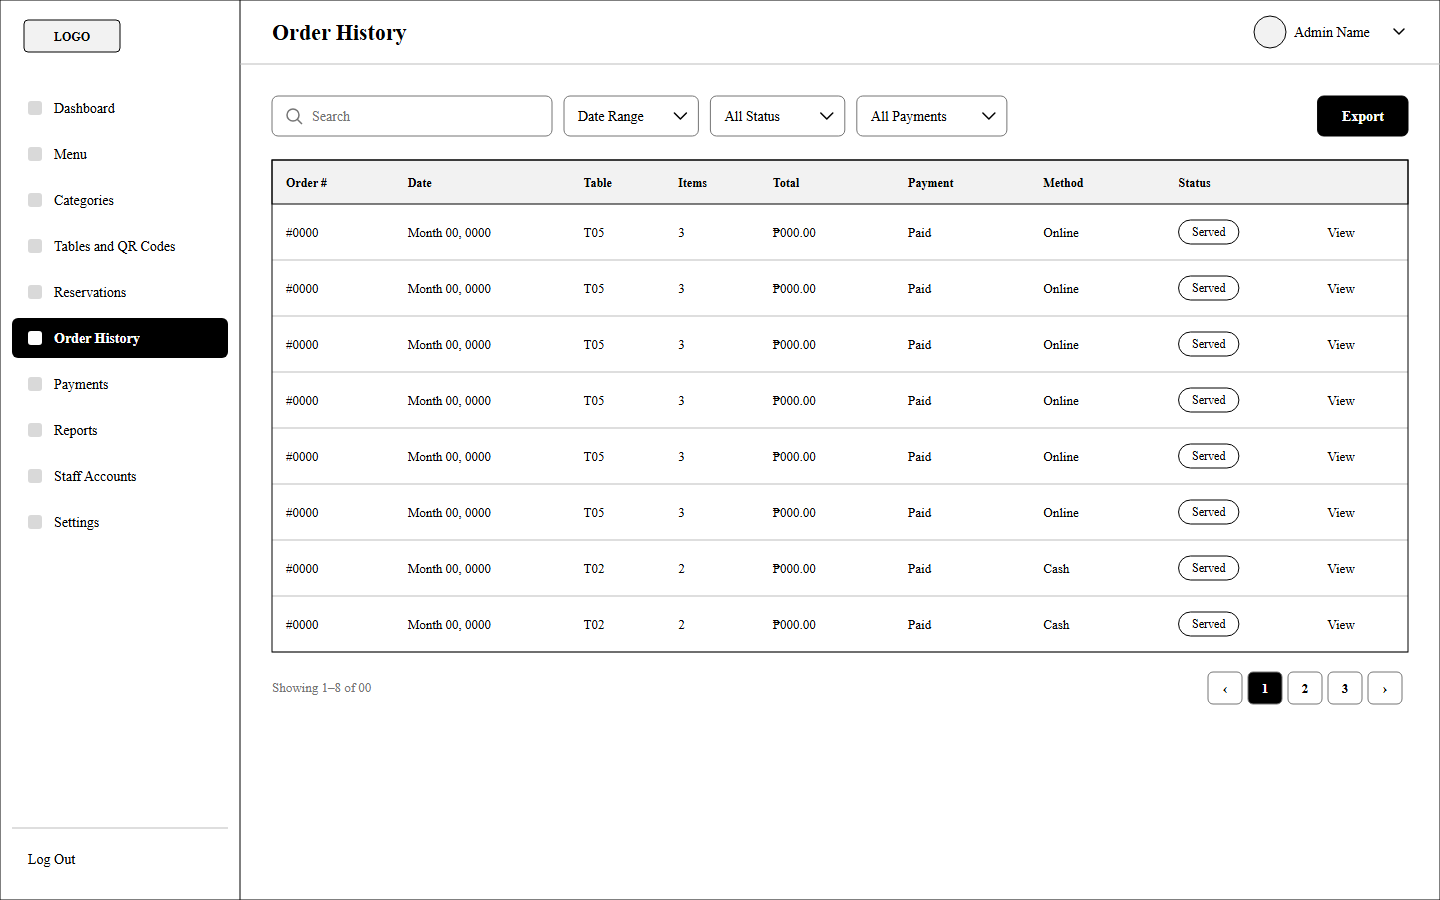 LOGO
Order History
Admin Name
Dashboard
Menu
Categories
Tables and QR Codes
Reservations
Order History
Payments
Reports
Staff Accounts
Settings
Log Out
Search
Date Range
All Status
All Payments
Export
Order # Date Table Items Total Payment Method Status
#0000 Month 00, 0000 T05 3 ₱000.00 Paid Online Served View
#0000 Month 00, 0000 T05 3 ₱000.00 Paid Online Served View
#0000 Month 00, 0000 T05 3 ₱000.00 Paid Online Served View
#0000 Month 00, 0000 T05 3 ₱000.00 Paid Online Served View
#0000 Month 00, 0000 T05 3 ₱000.00 Paid Online Served View
#0000 Month 00, 0000 T05 3 ₱000.00 Paid Online Served View
#0000 Month 00, 0000 T02 2 ₱000.00 Paid Cash Served View
#0000 Month 00, 0000 T02 2 ₱000.00 Paid Cash Served View
Showing 1–8 of 00
‹ 1 2 3 ›